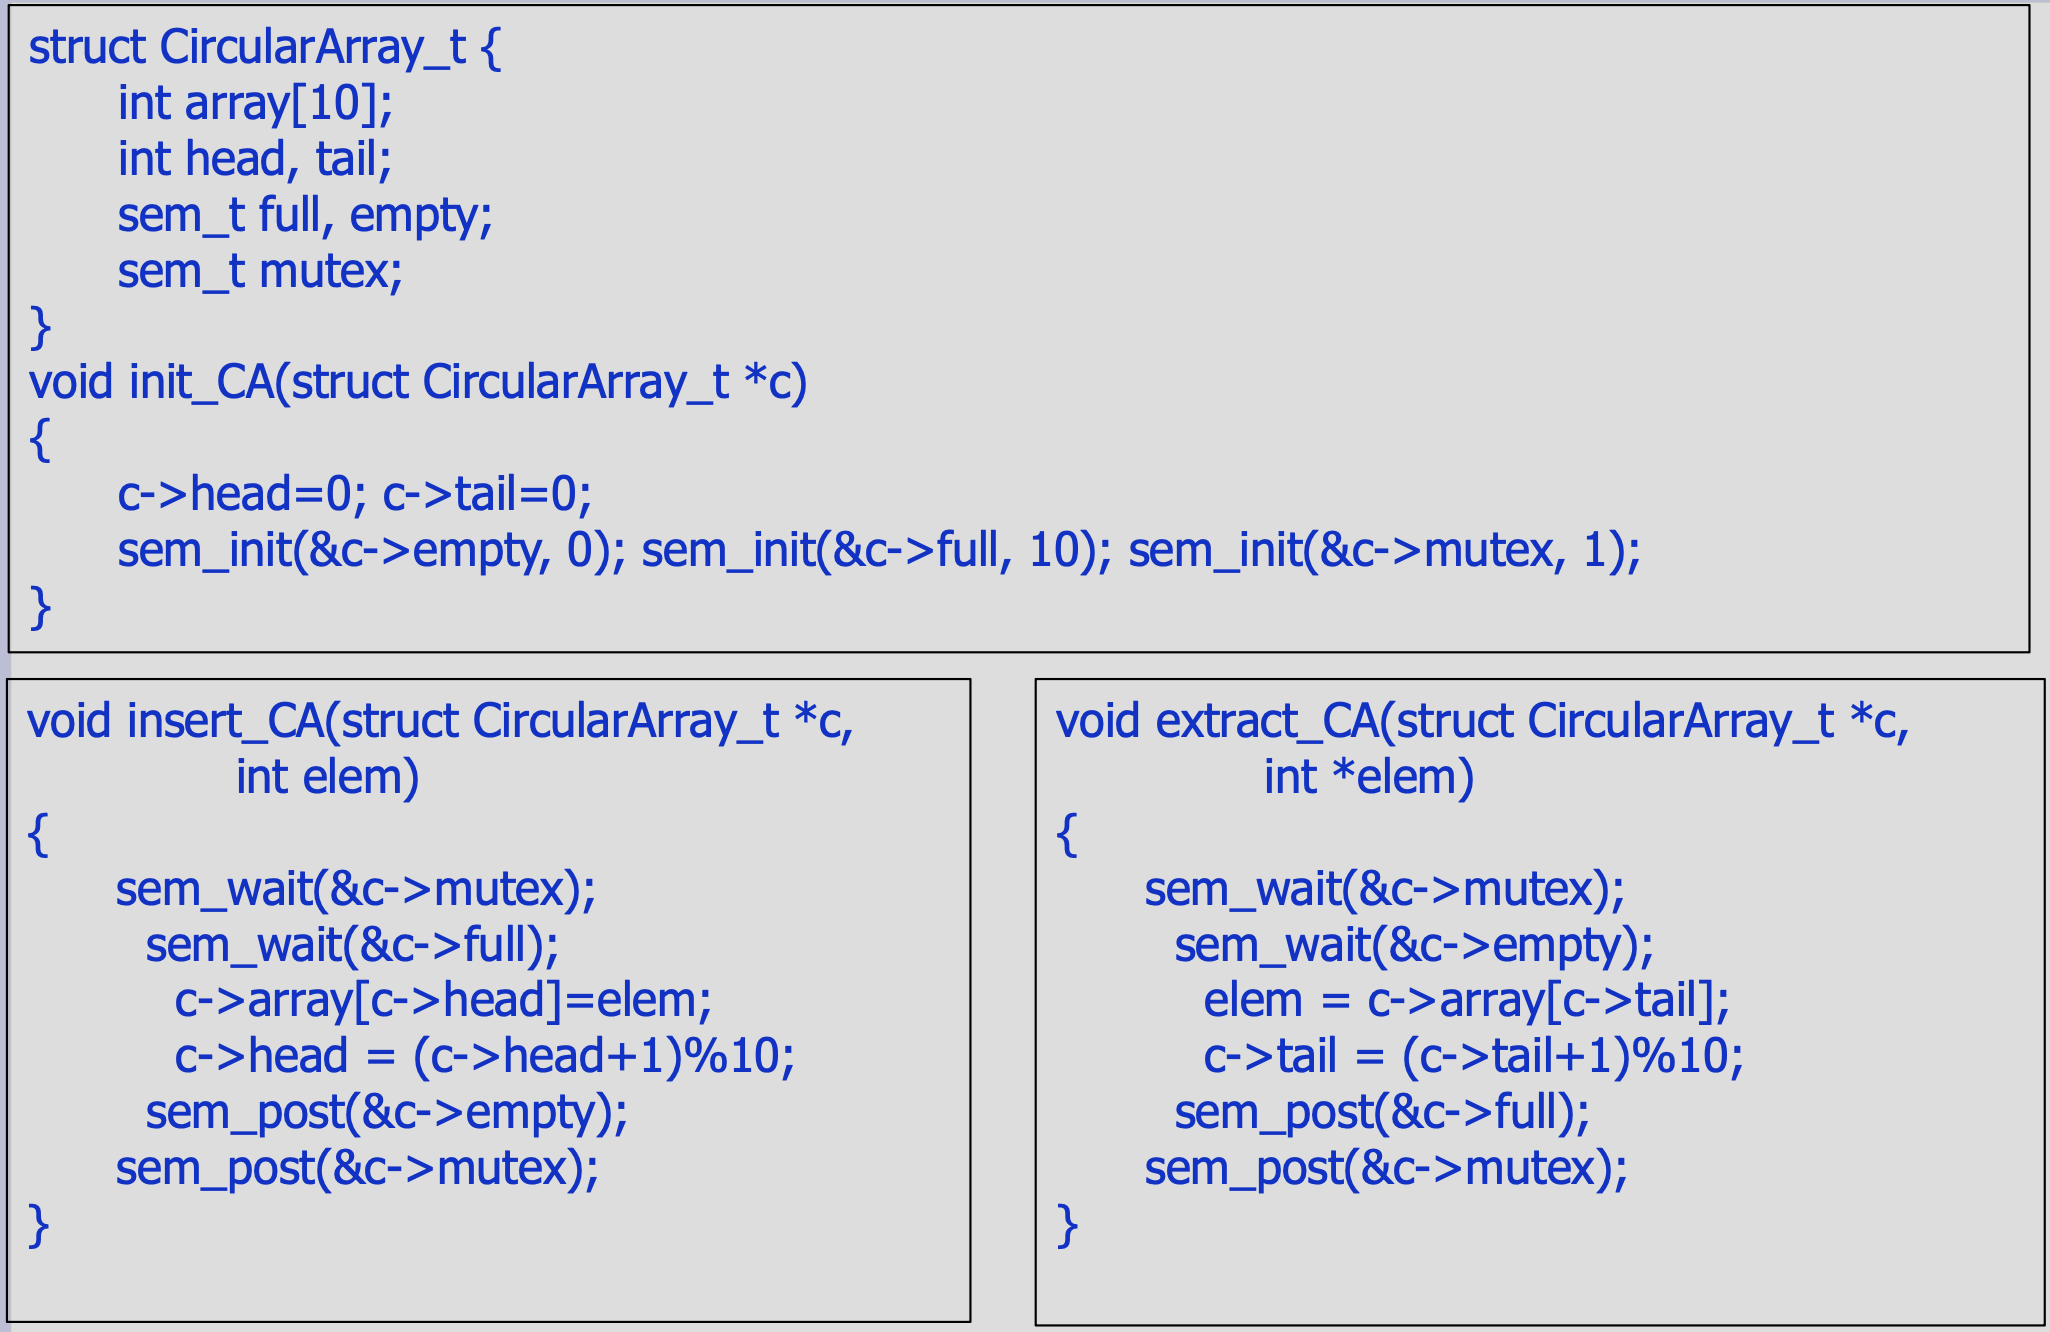 struct CircularArray_t {
int array[10];
int head, tail;
sem_t full, empty;
sem_t mutex;
}
void init_CA(struct CircularArray_t *c)
{
c->head=0; c->tail=0;
sem_init(&c->empty, 0); sem_init(&c->full, 10); sem_init(&c->mutex, 1);
}
void insert_CA(struct CircularArray_t *c,
int elem)
{
sem_wait(&c->mutex);
sem_wait(&c->full);
c->array[c->head]=elem;
c->head = (c->head+1)%10;
sem_post(&c->empty);
sem_post(&c->mutex);
}
void extract_CA(struct CircularArray_t *c,
int *elem)
{
sem_wait(&c->mutex);
sem_wait(&c->empty);
elem = c->array[c->tail];
c->tail = (c->tail+1)%10;
sem_post(&c->full);
sem_post(&c->mutex);
}